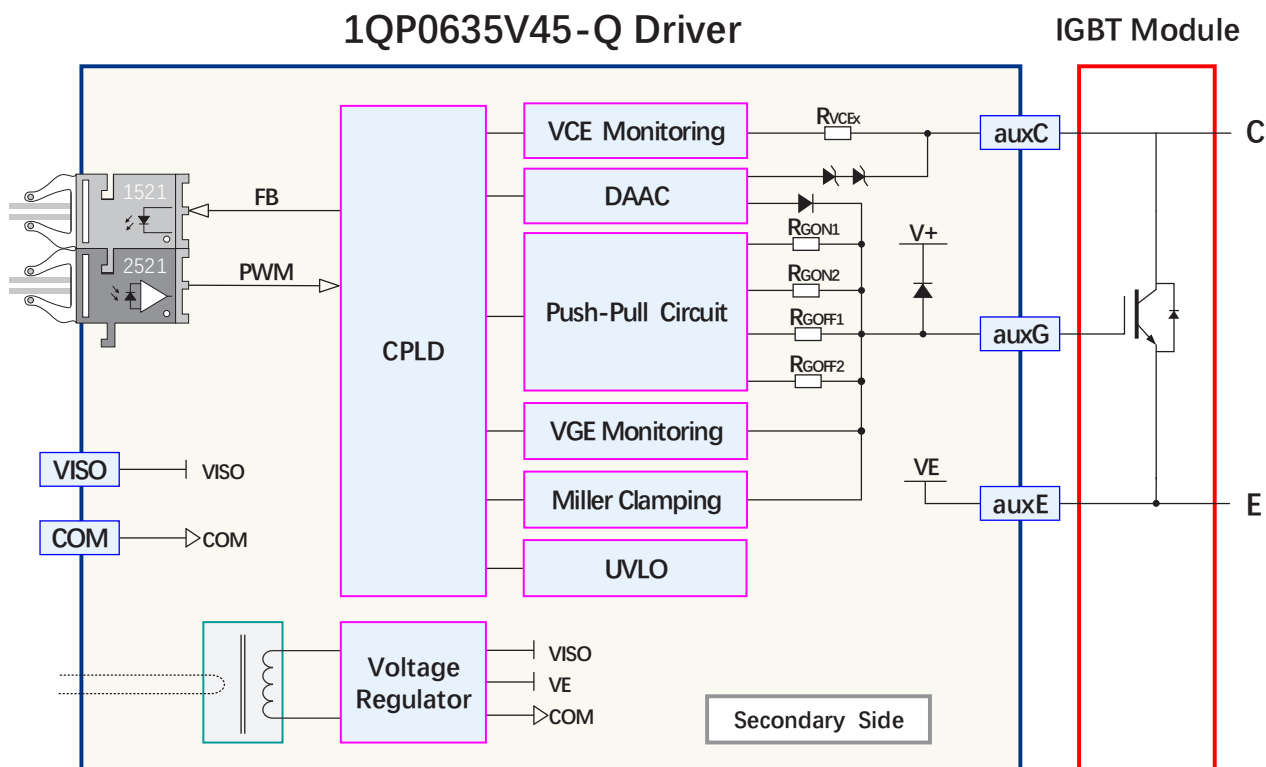 1QP0635V45-Q Driver
IGBT Module
VCE Monitoring
RVCEx
auxC
C
DAAC
1521
FB
RGON1
V+
2521
PWM
RGON2
Push-Pull Circuit
RGOFF1
auxG
CPLD
RGOFF2
VGE Monitoring
VISO
VISO
VE
Miller Clamping
auxE
E
COM
COM
UVLO
Voltage
Regulator
VISO
VE
COM
Secondary Side